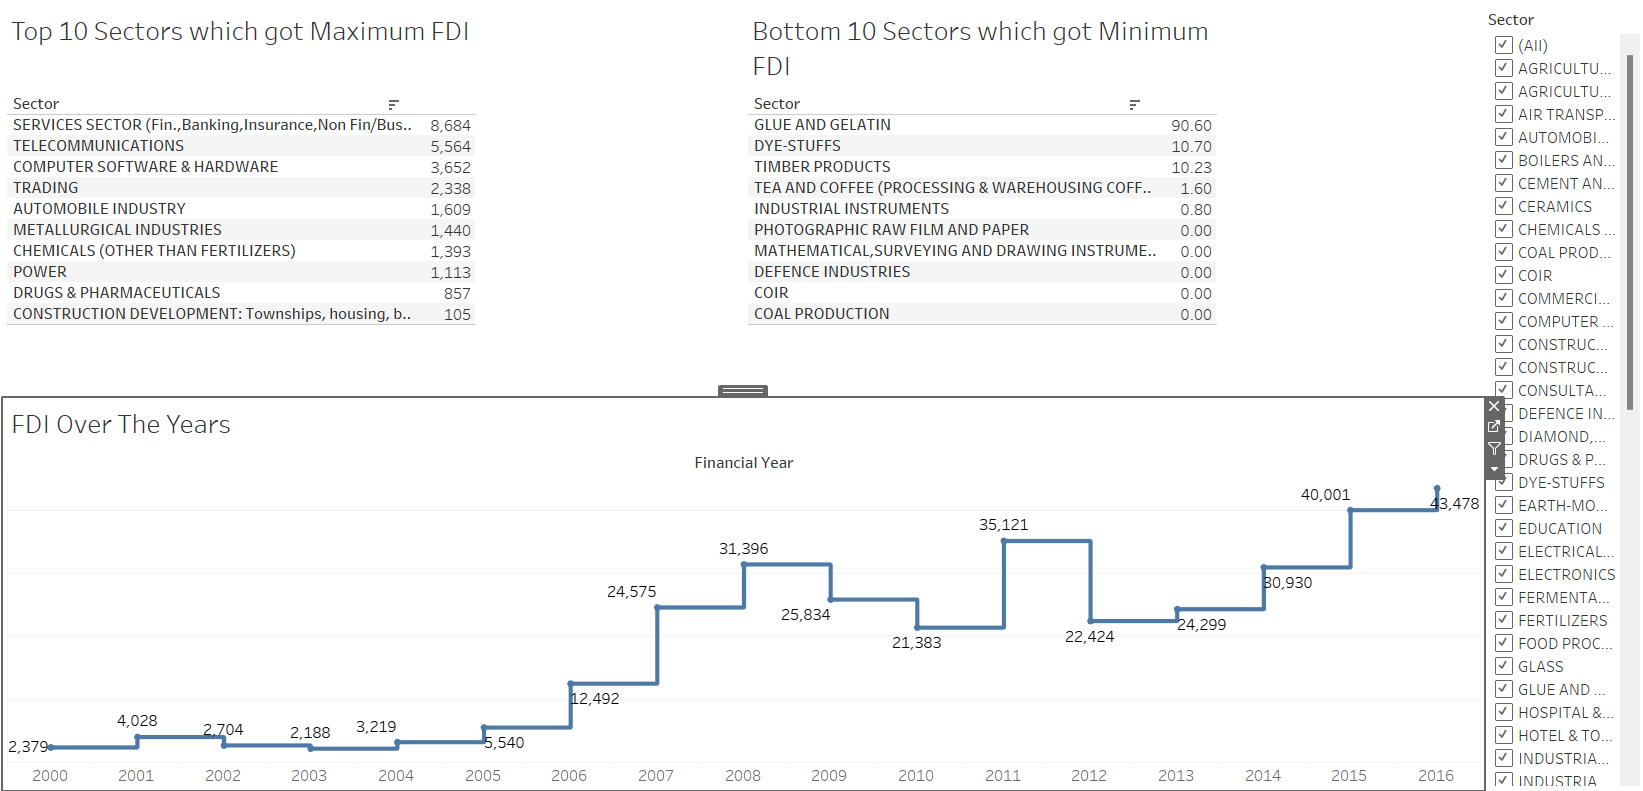 Top 10 Sectors which got Maximum FDI
Sector
SERVICES SECTOR (Fin.,Banking,Insurance,Non Fin/Bus.. 8,684
TELECOMMUNICATIONS 5,564
COMPUTER SOFTWARE & HARDWARE 3,652
TRADING 2,338
AUTOMOBILE INDUSTRY 1,609
METALLURGICAL INDUSTRIES 1,440
CHEMICALS (OTHER THAN FERTILIZERS) 1,393
POWER 1,113
DRUGS & PHARMACEUTICALS 857
CONSTRUCTION DEVELOPMENT: Townships, housing, b.. 105
Bottom 10 Sectors which got Minimum
FDI
Sector
GLUE AND GELATIN 90.60
DYE-STUFFS 10.70
TIMBER PRODUCTS 10.23
TEA AND COFFEE (PROCESSING & WAREHOUSING COFF.. 1.60
INDUSTRIAL INSTRUMENTS 0.80
PHOTOGRAPHIC RAW FILM AND PAPER 0.00
MATHEMATICAL,SURVEYING AND DRAWING INSTRUME.. 0.00
DEFENCE INDUSTRIES 0.00
COIR 0.00
COAL PRODUCTION 0.00
FDI Over The Years
Financial Year
2,379
4,028
2,704
2,188
3,219
5,540
12,492
24,575
31,396
25,834
21,383
35,121
22,424
24,299
30,930
40,001
43,478
2000 2001 2002 2003 2004 2005 2006 2007 2008 2009 2010 2011 2012 2013 2014 2015 2016
Sector
(All)
AGRICULTU...
AGRICULTU...
AIR TRANSP...
AUTOMOBI...
BOILERS AN...
CEMENT AN...
CERAMICS
CHEMICALS ...
COAL PROD...
COIR
COMMERCI...
COMPUTER ...
CONSTRUC...
CONSTRUC...
CONSULTA...
DEFENCE IN...
DIAMOND,...
DRUGS & P...
DYE-STUFFS
EARTH-MO...
EDUCATION
ELECTRICAL...
ELECTRONICS
FERMENTA...
FERTILIZERS
FOOD PROC...
GLASS
GLUE AND ...
HOSPITAL &...
HOTEL & TO...
INDUSTRIA...
INDUSTRIA